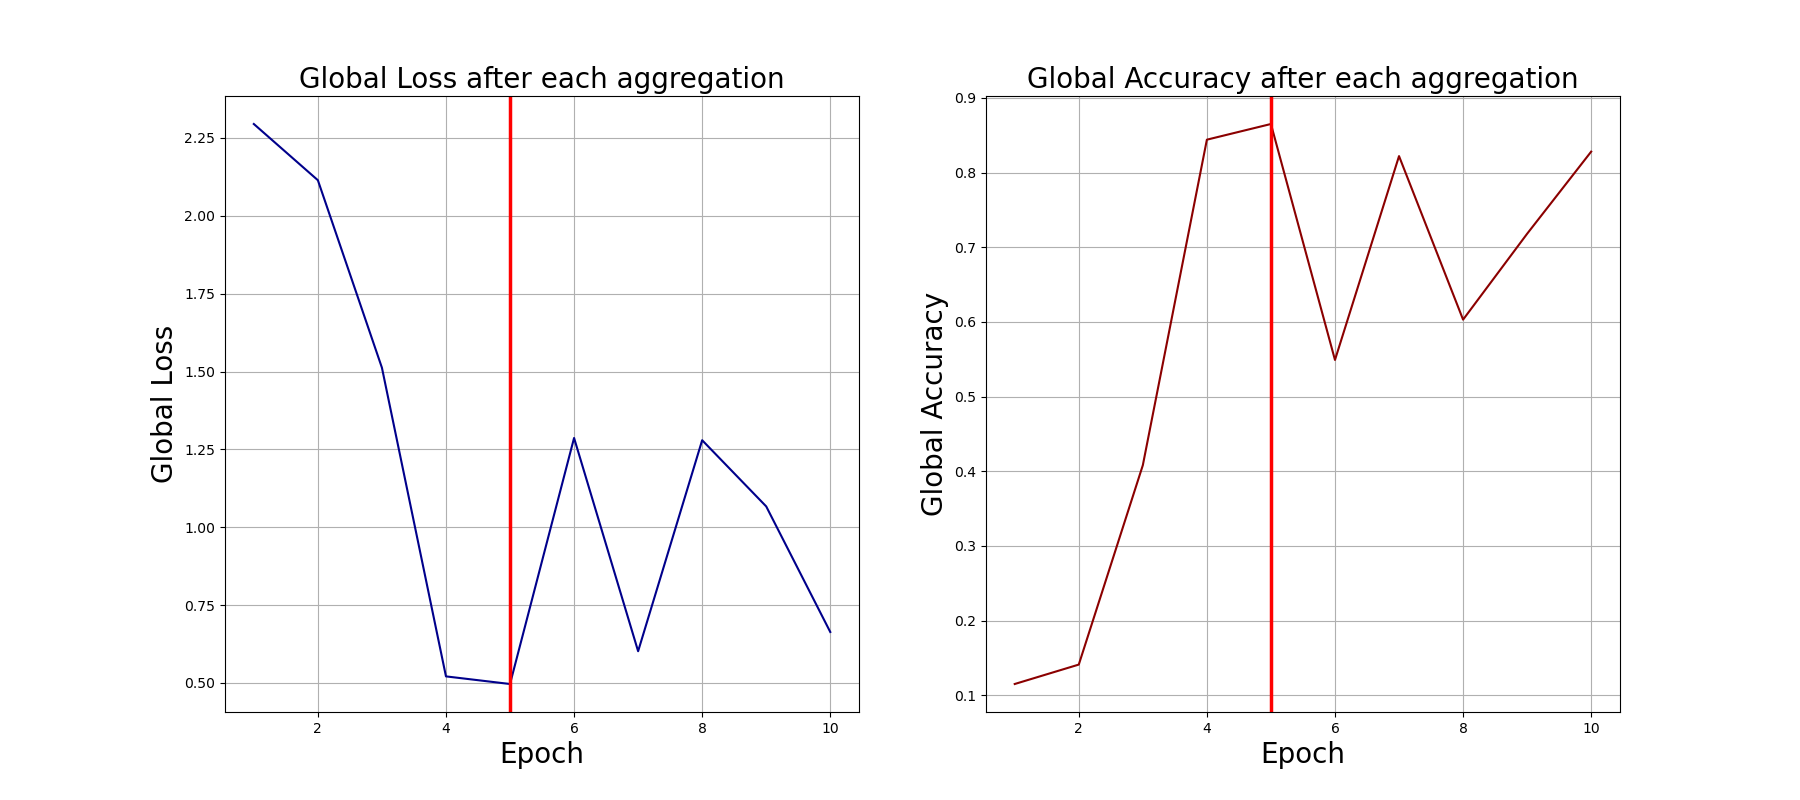 Global Loss after each aggregation
Global Loss
2.25
2.00
1.75
1.50
1.25
1.00
0.75
0.50
2 4 6 8 10
Epoch
Global Accuracy after each aggregation
Global Accuracy
0.9
0.8
0.7
0.6
0.5
0.4
0.3
0.2
0.1
2 4 6 8 10
Epoch